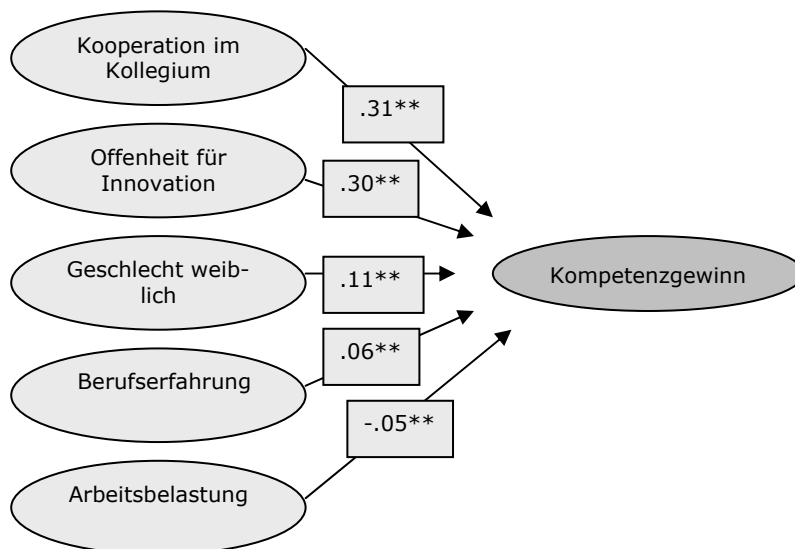 Kooperation im
Kollegium
.31**
Offenheit für
Innovation
.30**
Geschlecht weib-
lich
.11**
Kompetenzgewinn
Berufserfahrung
.06**
-.05**
Arbeitsbelastung